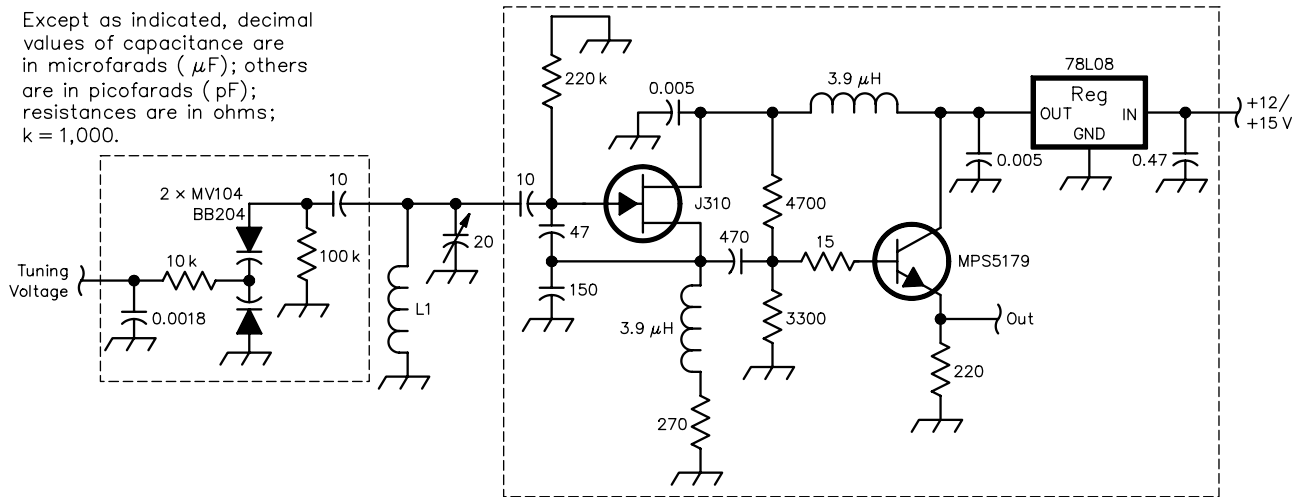 Except as indicated, decimal
values of capacitance are
in microfarads ( μF); others
are in picofarads ( pF);
resistances are in ohms;
k = 1,000.
220 k
0.005
3.9 μH
78L08
Reg
OUT
IN
GND
+12/
+15 V
0.005
0.47
2 × MV104
BB204
10
10
J310
4700
47
470
15
MPS5179
20
100 k
10 k
Tuning
Voltage
0.0018
L1
150
3.9 μH
3300
Out
220
270